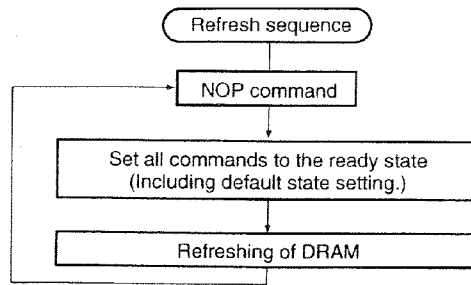 Refresh sequence
NOP command
Set all commands to the ready state
(Including default state setting.)
Refreshing of DRAM